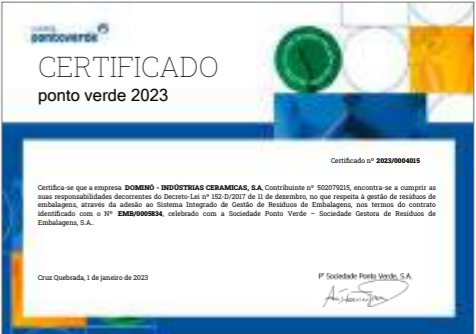 pontoverde
CERTIFICADO
ponto verde 2023
Certificado nº 2023/0004015
Certifica-se que a empresa DOMINÓ - INDÚSTRIAS CERAMICAS, S.A, Contribuinte nº 502079215, encontra-se a cumprir as
suas responsabilidades decorrentes do Decreto-Lei nº 152-D/2017 de 11 de dezembro, no que respeita à gestão de resíduos de
embalagens, através da adesão ao Sistema Integrado de Gestão de Resíduos de Embalagens, nos termos do contrato
identificado com o Nº EMB/0005834, celebrado com a Sociedade Ponto Verde – Sociedade Gestora de Resíduos de
Embalagens, S.A..
Cruz Quebrada, 1 de janeiro de 2023
Pª Sociedade Ponto Verde, S.A.